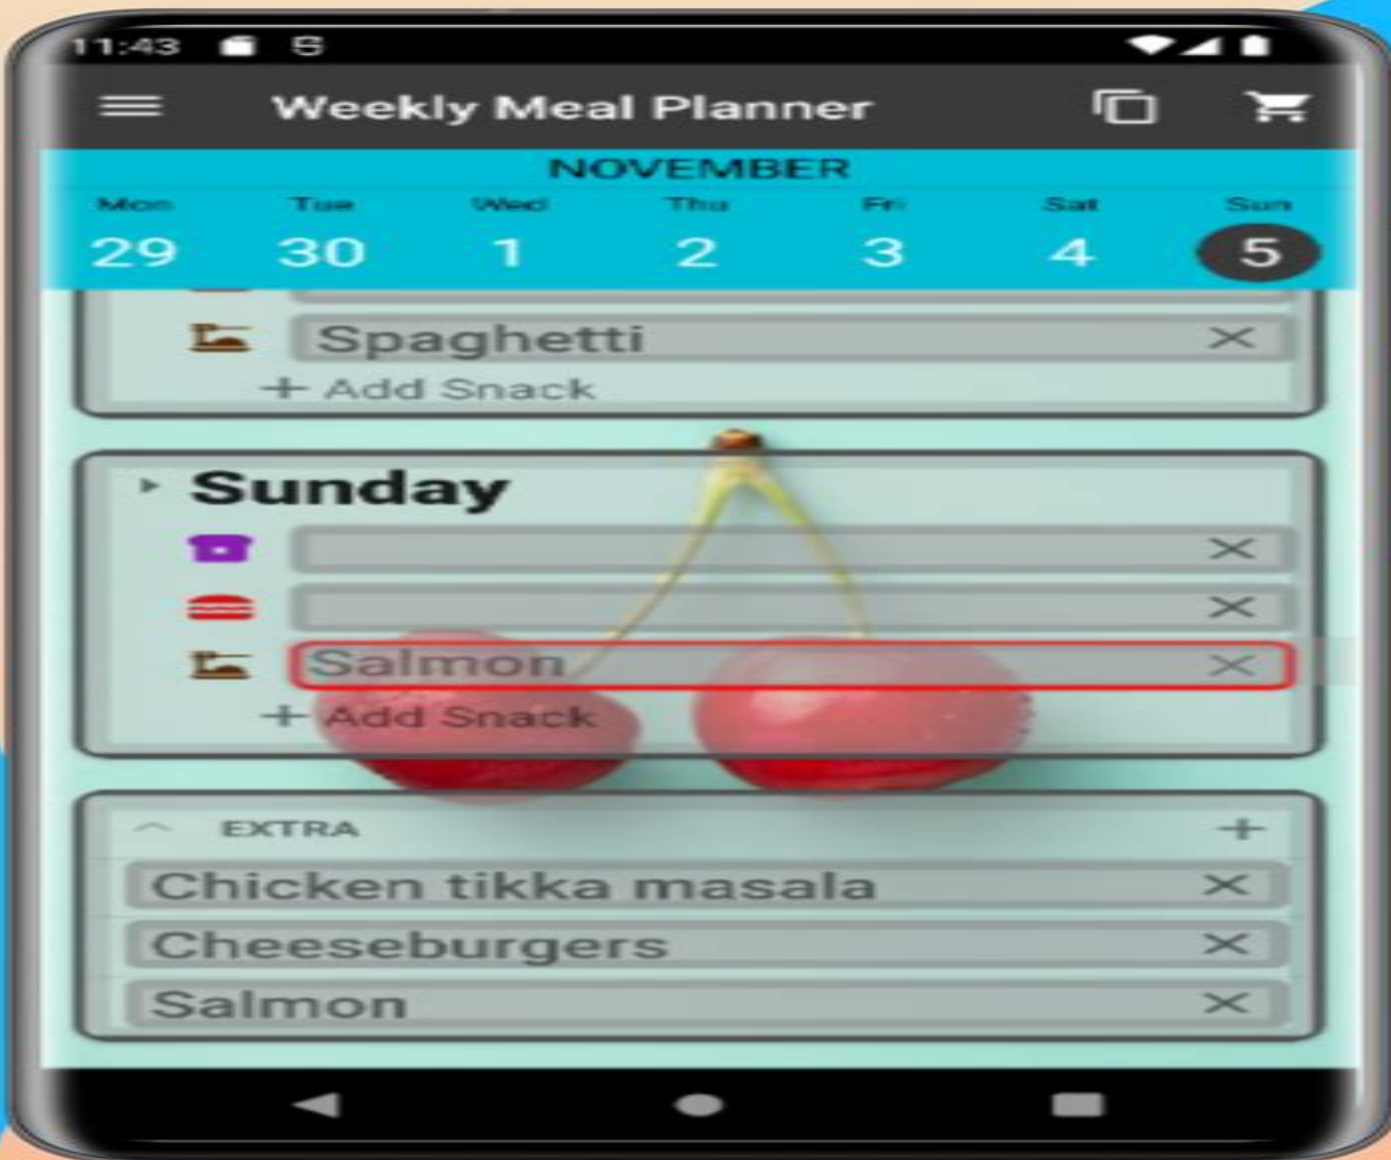 11:43
Weekly Meal Planner
NOVEMBER
Mon Tue Wed Thu Fri Sat Sun
29 30 1 2 3 4 5
Spaghetti
+ Add Snack
Sunday
Salmon
+ Add Snack
EXTRA
Chicken tikka masala
Cheeseburgers
Salmon